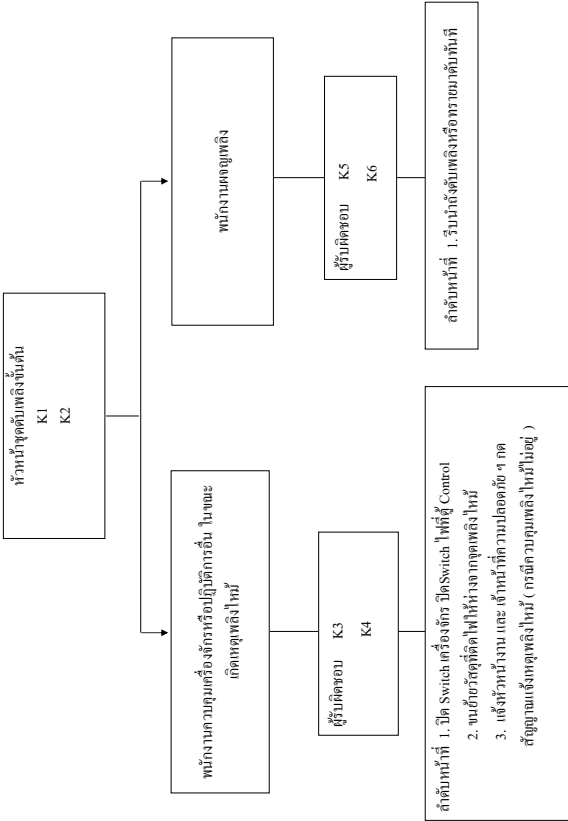 หัวหน้าชุดดับเพลิงขั้นต้น
K1
K2
พนักงานควบคุมเครื่องจักรหรือปฏิบัติการอื่น ในขณะ
เกิดเหตุเพลิงไหม้
ผู้รับผิดชอบ K3
K4
ลำดับหน้าที่ 1. ปิด Switch เครื่องจักร ปิดSwitch ไฟที่ตู้ Control
2. ขนย้ายวัสดุที่ติดไฟให้ห่างจากจุดเพลิงไหม้
3. แจ้งหัวหน้างาน และ เจ้าหน้าที่ความปลอดภัย ๆ กด
สัญญาณแจ้งเหตุเพลิงไหม้ ( กรณีควบคุมเพลิงไหม้ไม่อยู่ )
พนักงานผจญเพลิง
ผู้รับผิดชอบ K5
K6
ลำดับหน้าที่ 1. รีบนำถังดับเพลิงหรือทรายมาดับทันที